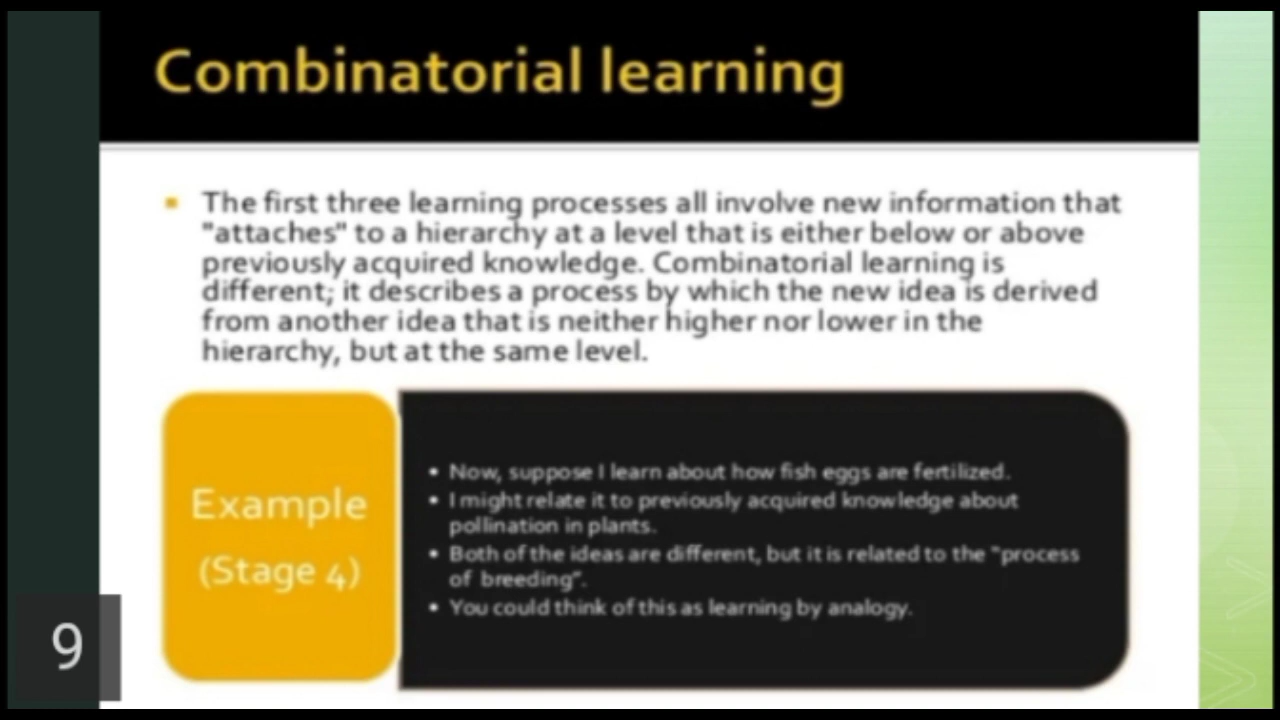 Combinatorial learning
The first three learning processes all involve new information that
"attaches" to a hierarchy at a level that is either below or above
previously acquired knowledge. Combinatorial learning is
different; it describes a process by which the new idea is derived
from another idea that is neither higher nor lower in the
hierarchy, but at the same level.
Example
(Stage 4)
• Now, suppose I learn about how fish eggs are fertilized.
• I might relate it to previously acquired knowledge about
pollination in plants.
• Both of the ideas are different, but it is related to the "process
of breeding".
• You could think of this as learning by analogy.
9